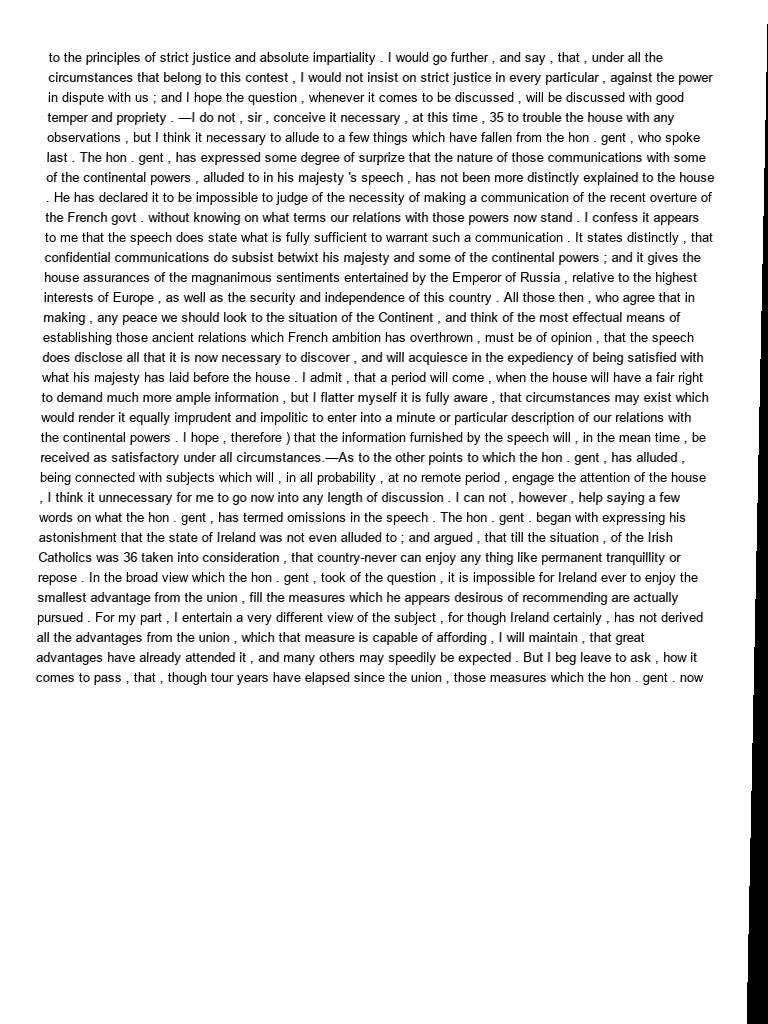 to the principles of strict justice and absolute impartiality . I would go further , and say , that , under all the
circumstances that belong to this contest , I would not insist on strict justice in every particular , against the power
in dispute with us ; and I hope the question , whenever it comes to be discussed , will be discussed with good
temper and propriety . —I do not , sir , conceive it necessary , at this time , 35 to trouble the house with any
observations , but I think it necessary to allude to a few things which have fallen from the hon . gent , who spoke
last . The hon . gent , has expressed some degree of surprize that the nature of those communications with some
of the continental powers , alluded to in his majesty 's speech , has not been more distinctly explained to the house
. He has declared it to be impossible to judge of the necessity of making a communication of the recent overture of
the French govt . without knowing on what terms our relations with those powers now stand . I confess it appears
to me that the speech does state what is fully sufficient to warrant such a communication . It states distinctly , that
confidential communications do subsist betwixt his majesty and some of the continental powers ; and it gives the
house assurances of the magnanimous sentiments entertained by the Emperor of Russia , relative to the highest
interests of Europe , as well as the security and independence of this country . All those then , who agree that in
making , any peace we should look to the situation of the Continent , and think of the most effectual means of
establishing those ancient relations which French ambition has overthrown , must be of opinion , that the speech
does disclose all that it is now necessary to discover , and will acquiesce in the expediency of being satisfied with
what his majesty has laid before the house . I admit , that a period will come , when the house will have a fair right
to demand much more ample information , but I flatter myself it is fully aware , that circumstances may exist which
would render it equally imprudent and impolitic to enter into a minute or particular description of our relations with
the continental powers . I hope , therefore ) that the information furnished by the speech will , in the mean time , be
received as satisfactory under all circumstances.—As to the other points to which the hon . gent , has alluded ,
being connected with subjects which will , in all probability , at no remote period , engage the attention of the house
, I think it unnecessary for me to go now into any length of discussion . I can not , however , help saying a few
words on what the hon . gent , has termed omissions in the speech . The hon . gent . began with expressing his
astonishment that the state of Ireland was not even alluded to ; and argued , that till the situation , of the Irish
Catholics was 36 taken into consideration , that country-never can enjoy any thing like permanent tranquillity or
repose . In the broad view which the hon . gent , took of the question , it is impossible for Ireland ever to enjoy the
smallest advantage from the union , fill the measures which he appears desirous of recommending are actually
pursued . For my part , I entertain a very different view of the subject , for though Ireland certainly , has not derived
all the advantages from the union , which that measure is capable of affording , I will maintain , that great
advantages have already attended it , and many others may speedily be expected . But I beg leave to ask , how it
comes to pass , that , though tour years have elapsed since the union , those measures which the hon . gent . now